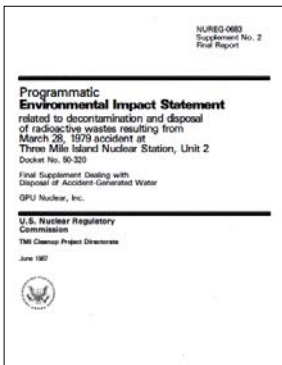 NUREG-0683
Supplement No. 2
Final Report
Programmatic
Environmental Impact Statement
related to decontamination and disposal
of radioactive wastes resulting from
March 28, 1979 accident at
Three Mile Island Nuclear Station, Unit 2
Docket No. 50-320
Final Supplement Dealing with
Disposal of Accident-Generated Water
GPU Nuclear, Inc.
U.S. Nuclear Regulatory
Commission
TMI Cleanup Project Directorate
June 1987